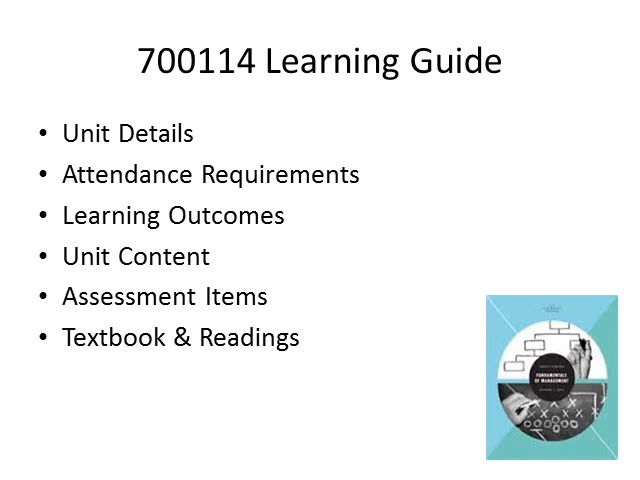 700114 Learning Guide
• Unit Details
• Attendance Requirements
• Learning Outcomes
• Unit Content
• Assessment Items
• Textbook & Readings
FUNDAMENTALS
OF MANAGEMENT